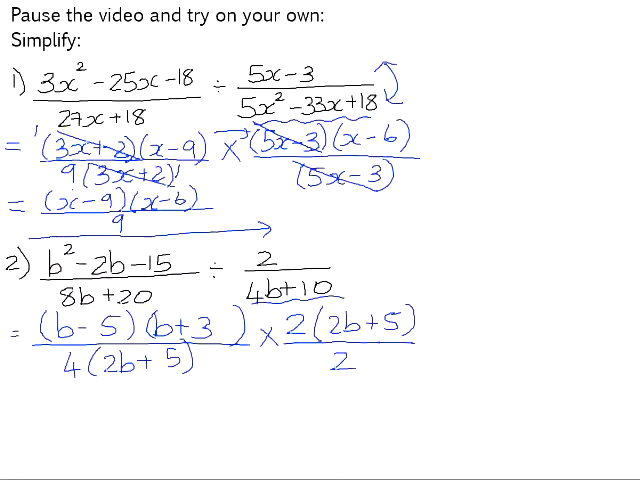 Pause the video and try on your own:
Simplify:
1) (3x² - 25x - 18)/(27x + 18) ÷ (5x - 3)/(5x² - 33x + 18)
= (3x + 2)(x - 9)/9(3x + 2) × (5x - 3)(x - 6)/(5x - 3)
= (x - 9)(x - 6)/9
2) (b² - 2b - 15)/(8b + 20) ÷ 2/(4b + 10)
= (b - 5)(b + 3)/4(2b + 5) × 2(2b + 5)/2